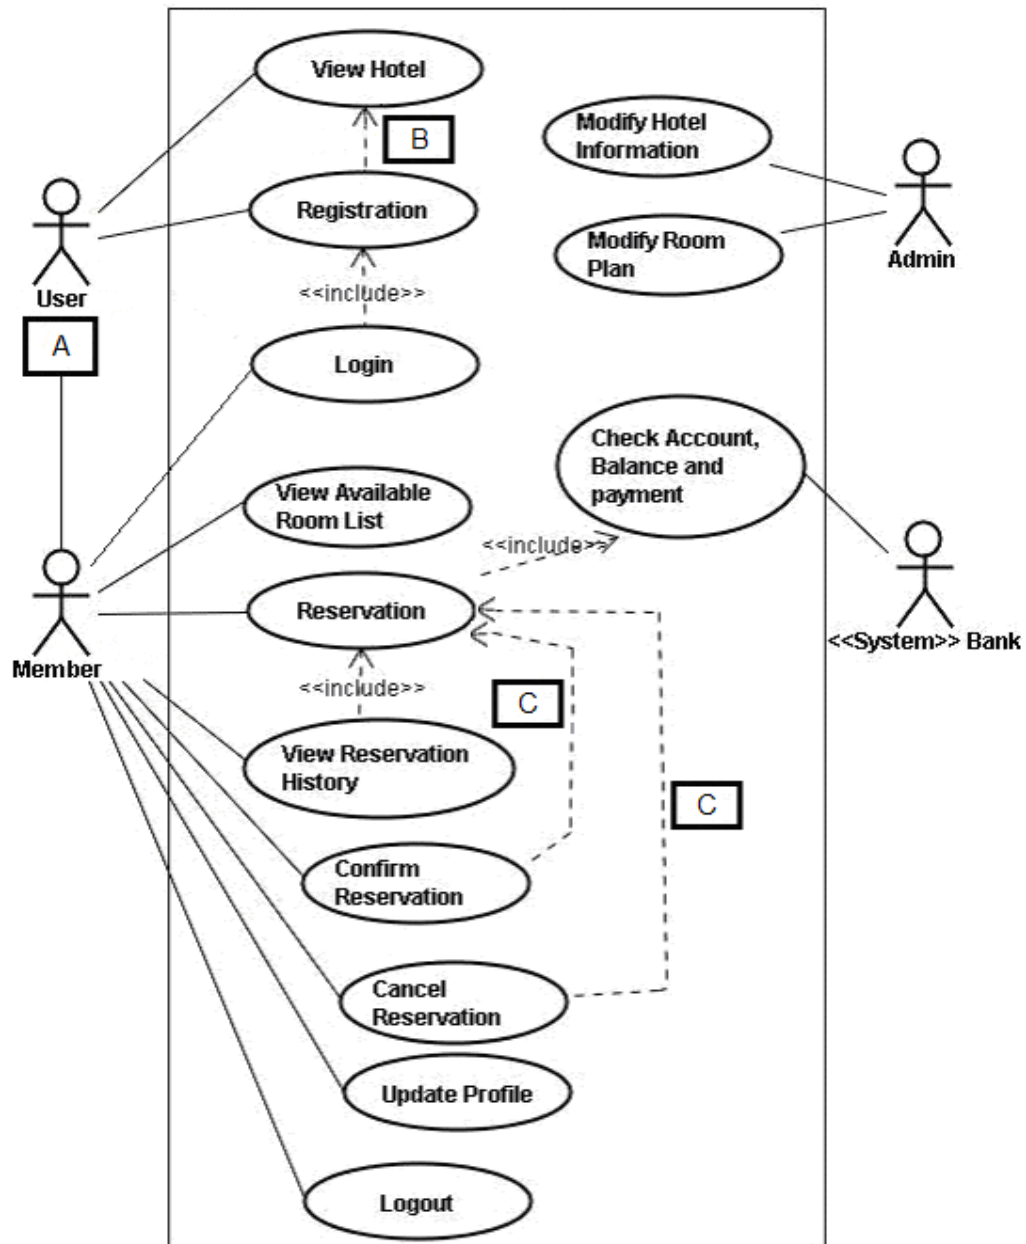 View Hotel
B
Modify Hotel
Information
Registration
Modify Room
Plan
Admin
User
<<include>>
A
Login
Check Account,
Balance and
payment
View Available
Room List
<<include>>
Reservation
<<System>> Bank
Member
<<include>>
C
View Reservation
History
C
Confirm
Reservation
Cancel
Reservation
Update Profile
Logout